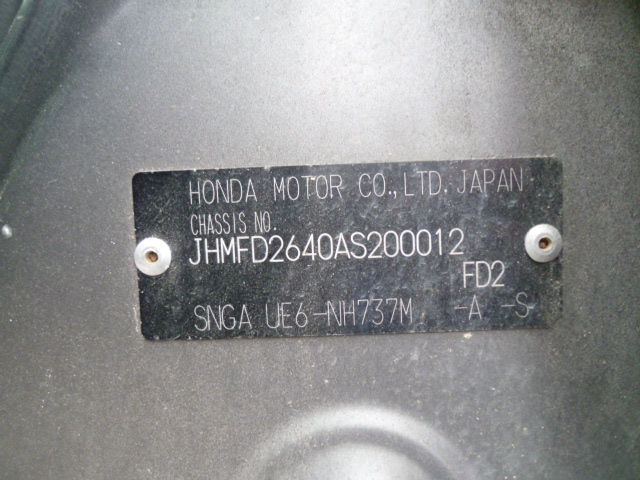 HONDA MOTOR CO.,LTD. JAPAN
CHASSIS NO.
JHMFD2640AS200012
FD2
SNGA UE6-NH737M -A -S